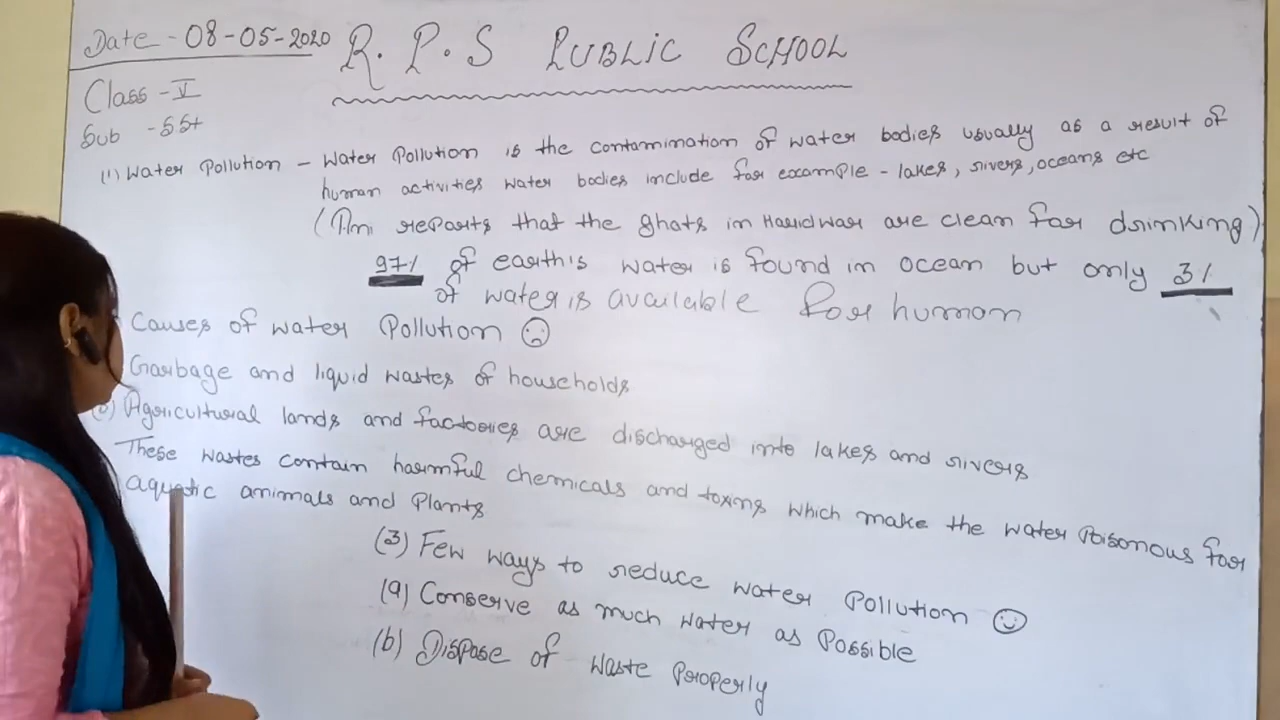 Date - 08-05-2020
R. P. S PUBLIC SCHOOL
Class - V
Sub - SSt
(1) Water Pollution - Water Pollution is the contamination of water bodies usually as a result of
human activities water bodies include for example - lakes, rivers, oceans etc
(Pmi reports that the ghats in Haridwar are clean for drinking)
97% of earth's water is found in ocean but only 3%
of water is available For human
Causes of water Pollution ☹
Garbage and liquid wastes of households
Agricultural lands and factories are discharged into lakes and rivers
These wastes contain harmful chemicals and toxins which make the water Poisonous for
aquatic animals and Plants
(3) Few ways to reduce water Pollution ☺
(a) Conserve as much water as Possible
(b) Dispose of waste Properly